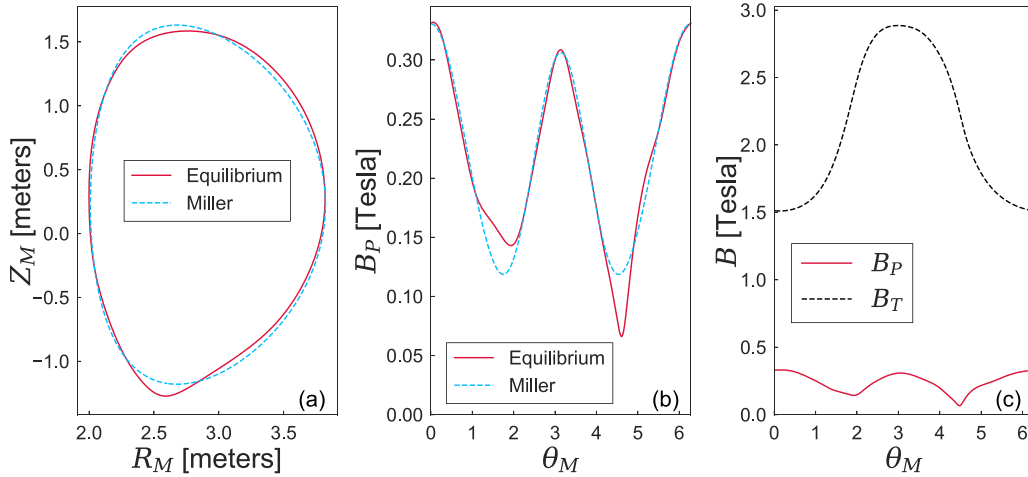 1.5
1.0
0.5
0.0
−0.5
−1.0
Z_M [meters]
Equilibrium
Miller
(a)
2.0 2.5 3.0 3.5
R_M [meters]
0.30
0.25
0.20
0.15
0.10
0.05
0.00
B_P [Tesla]
Equilibrium
Miller
(b)
0 1 2 3 4 5 6
θ_M
3.0
2.5
2.0
1.5
1.0
0.5
0.0
B [Tesla]
B_P
B_T
(c)
0 1 2 3 4 5 6
θ_M